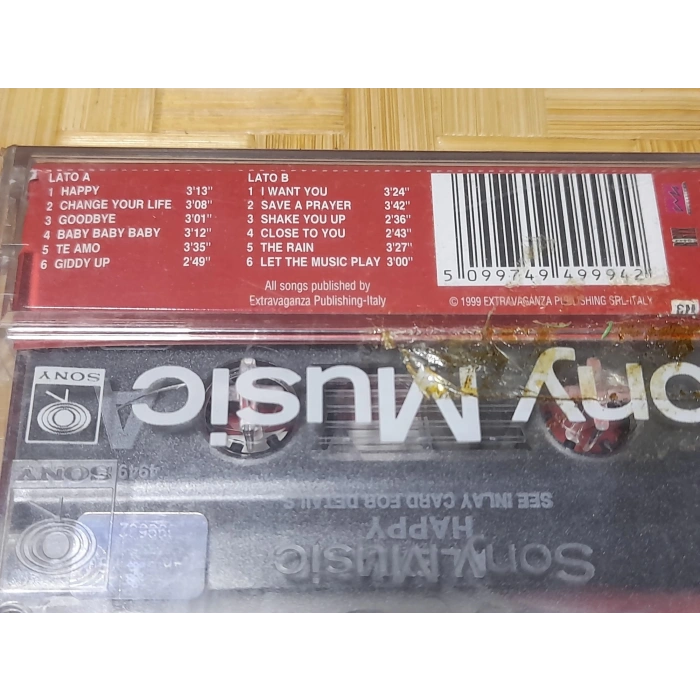 LATO A
1 HAPPY 3'13"
2 CHANGE YOUR LIFE 3'08"
3 GOODBYE 3'01"
4 BABY BABY BABY 3'12"
5 TE AMO 3'35"
6 GIDDY UP 2'49"
LATO B
1 I WANT YOU 3'24"
2 SAVE A PRAYER 3'42"
3 SHAKE YOU UP 2'36"
4 CLOSE TO YOU 2'43"
5 THE RAIN 3'27"
6 LET THE MUSIC PLAY 3'00"
All songs published by
Extravaganza Publishing-Italy
5 099749 499942
© 1999 EXTRAVAGANZA PUBLISHING SRL-ITALY
Sony Music
A
SONY
SONY
4949
SEE INLAY CARD FOR DETAILS
HAPPY
Sony Music